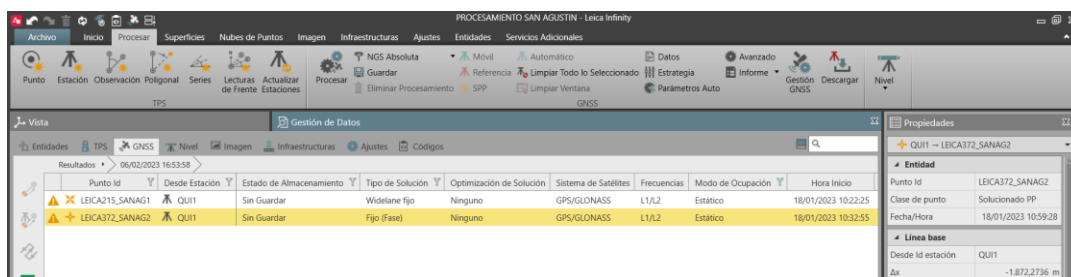 PROCESAMIENTO SAN AGUSTIN - Leica Infinity
Archivo Inicio Procesar Superficies Nubes de Puntos Imagen Infraestructuras Ajustes Entidades Servicios Adicionales
NGS Absoluta Móvil Automático Datos Avanzado
Guardar Referencia Limpiar Todo lo Seleccionado Estrategia Informe
Punto Estación Observación Poligonal Series Lecturas de Frente Actualizar Estaciones Procesar Eliminar Procesamiento SPP Limpiar Ventana Parámetros Auto Gestión GNSS Descargar Nivel
TPS GNSS
Vista Gestión de Datos Propiedades
Entidades TPS GNSS Nivel Imagen Infraestructuras Ajustes Códigos QUI1 → LEICA372_SANAG2
Resultados 06/02/2023 16:53:58 Entidad
Punto Id Desde Estación Estado de Almacenamiento Tipo de Solución Optimización de Solución Sistema de Satélites Frecuencias Modo de Ocupación Hora Inicio Punto Id LEICA372_SANAG2
LEICA215_SANAG1 QUI1 Sin Guardar Widelane fijo Ninguno GPS/GLONASS L1/L2 Estático 18/01/2023 10:22:25 Clase de punto Solucionado PP
LEICA372_SANAG2 QUI1 Sin Guardar Fijo (Fase) Ninguno GPS/GLONASS L1/L2 Estático 18/01/2023 10:32:55 Fecha/Hora 18/01/2023 10:59:28
Línea base
Desde Id estación QUI1
Δx -1.872,2736 m